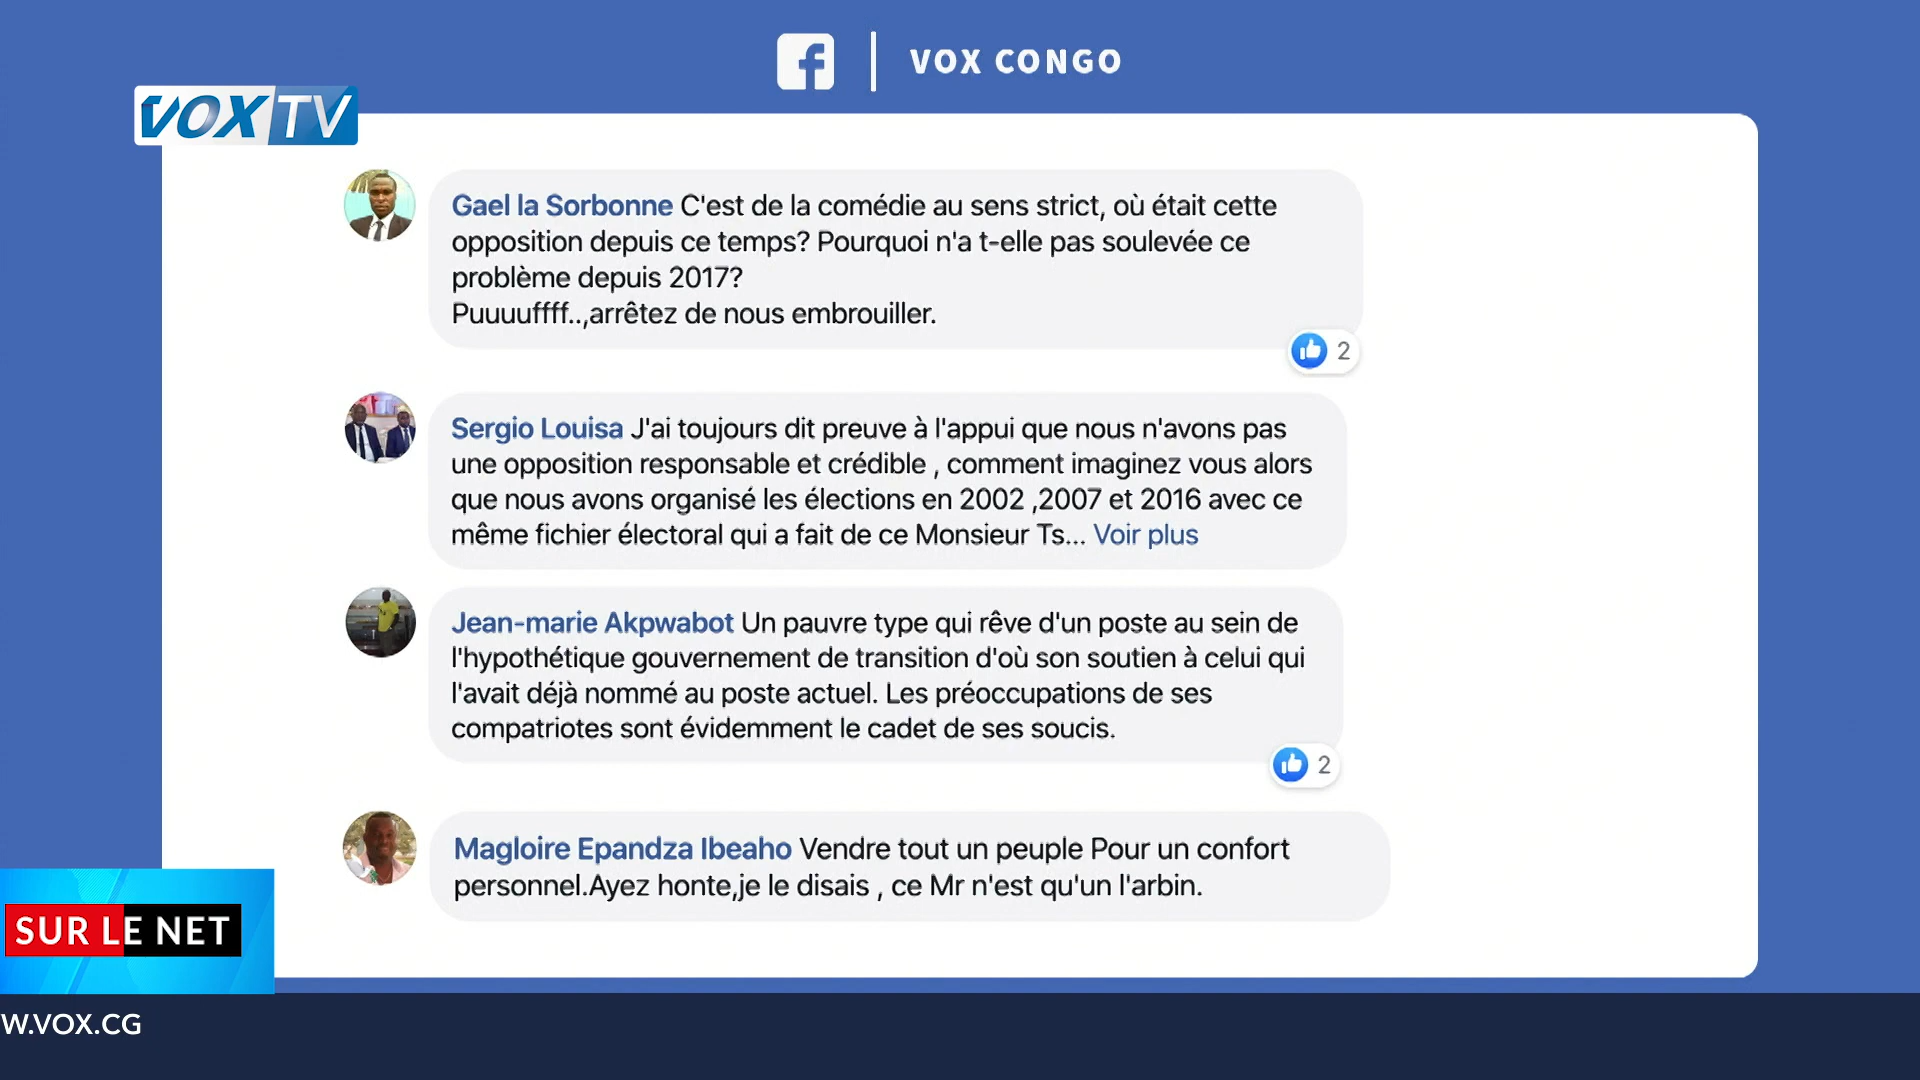 f
VOX CONGO
VOX TV
Gael la Sorbonne C'est de la comédie au sens strict, où était cette
opposition depuis ce temps? Pourquoi n'a t-elle pas soulevée ce
problème depuis 2017?
Puuuuffff..,arrêtez de nous embrouiller.
2
Sergio Louisa J'ai toujours dit preuve à l'appui que nous n'avons pas
une opposition responsable et crédible , comment imaginez vous alors
que nous avons organisé les élections en 2002 ,2007 et 2016 avec ce
même fichier électoral qui a fait de ce Monsieur Ts... Voir plus
Jean-marie Akpwabot Un pauvre type qui rêve d'un poste au sein de
l'hypothétique gouvernement de transition d'où son soutien à celui qui
l'avait déjà nommé au poste actuel. Les préoccupations de ses
compatriotes sont évidemment le cadet de ses soucis.
2
Magloire Epandza Ibeaho Vendre tout un peuple Pour un confort
personnel.Ayez honte,je le disais , ce Mr n'est qu'un l'arbin.
SUR LE NET
W.VOX.CG